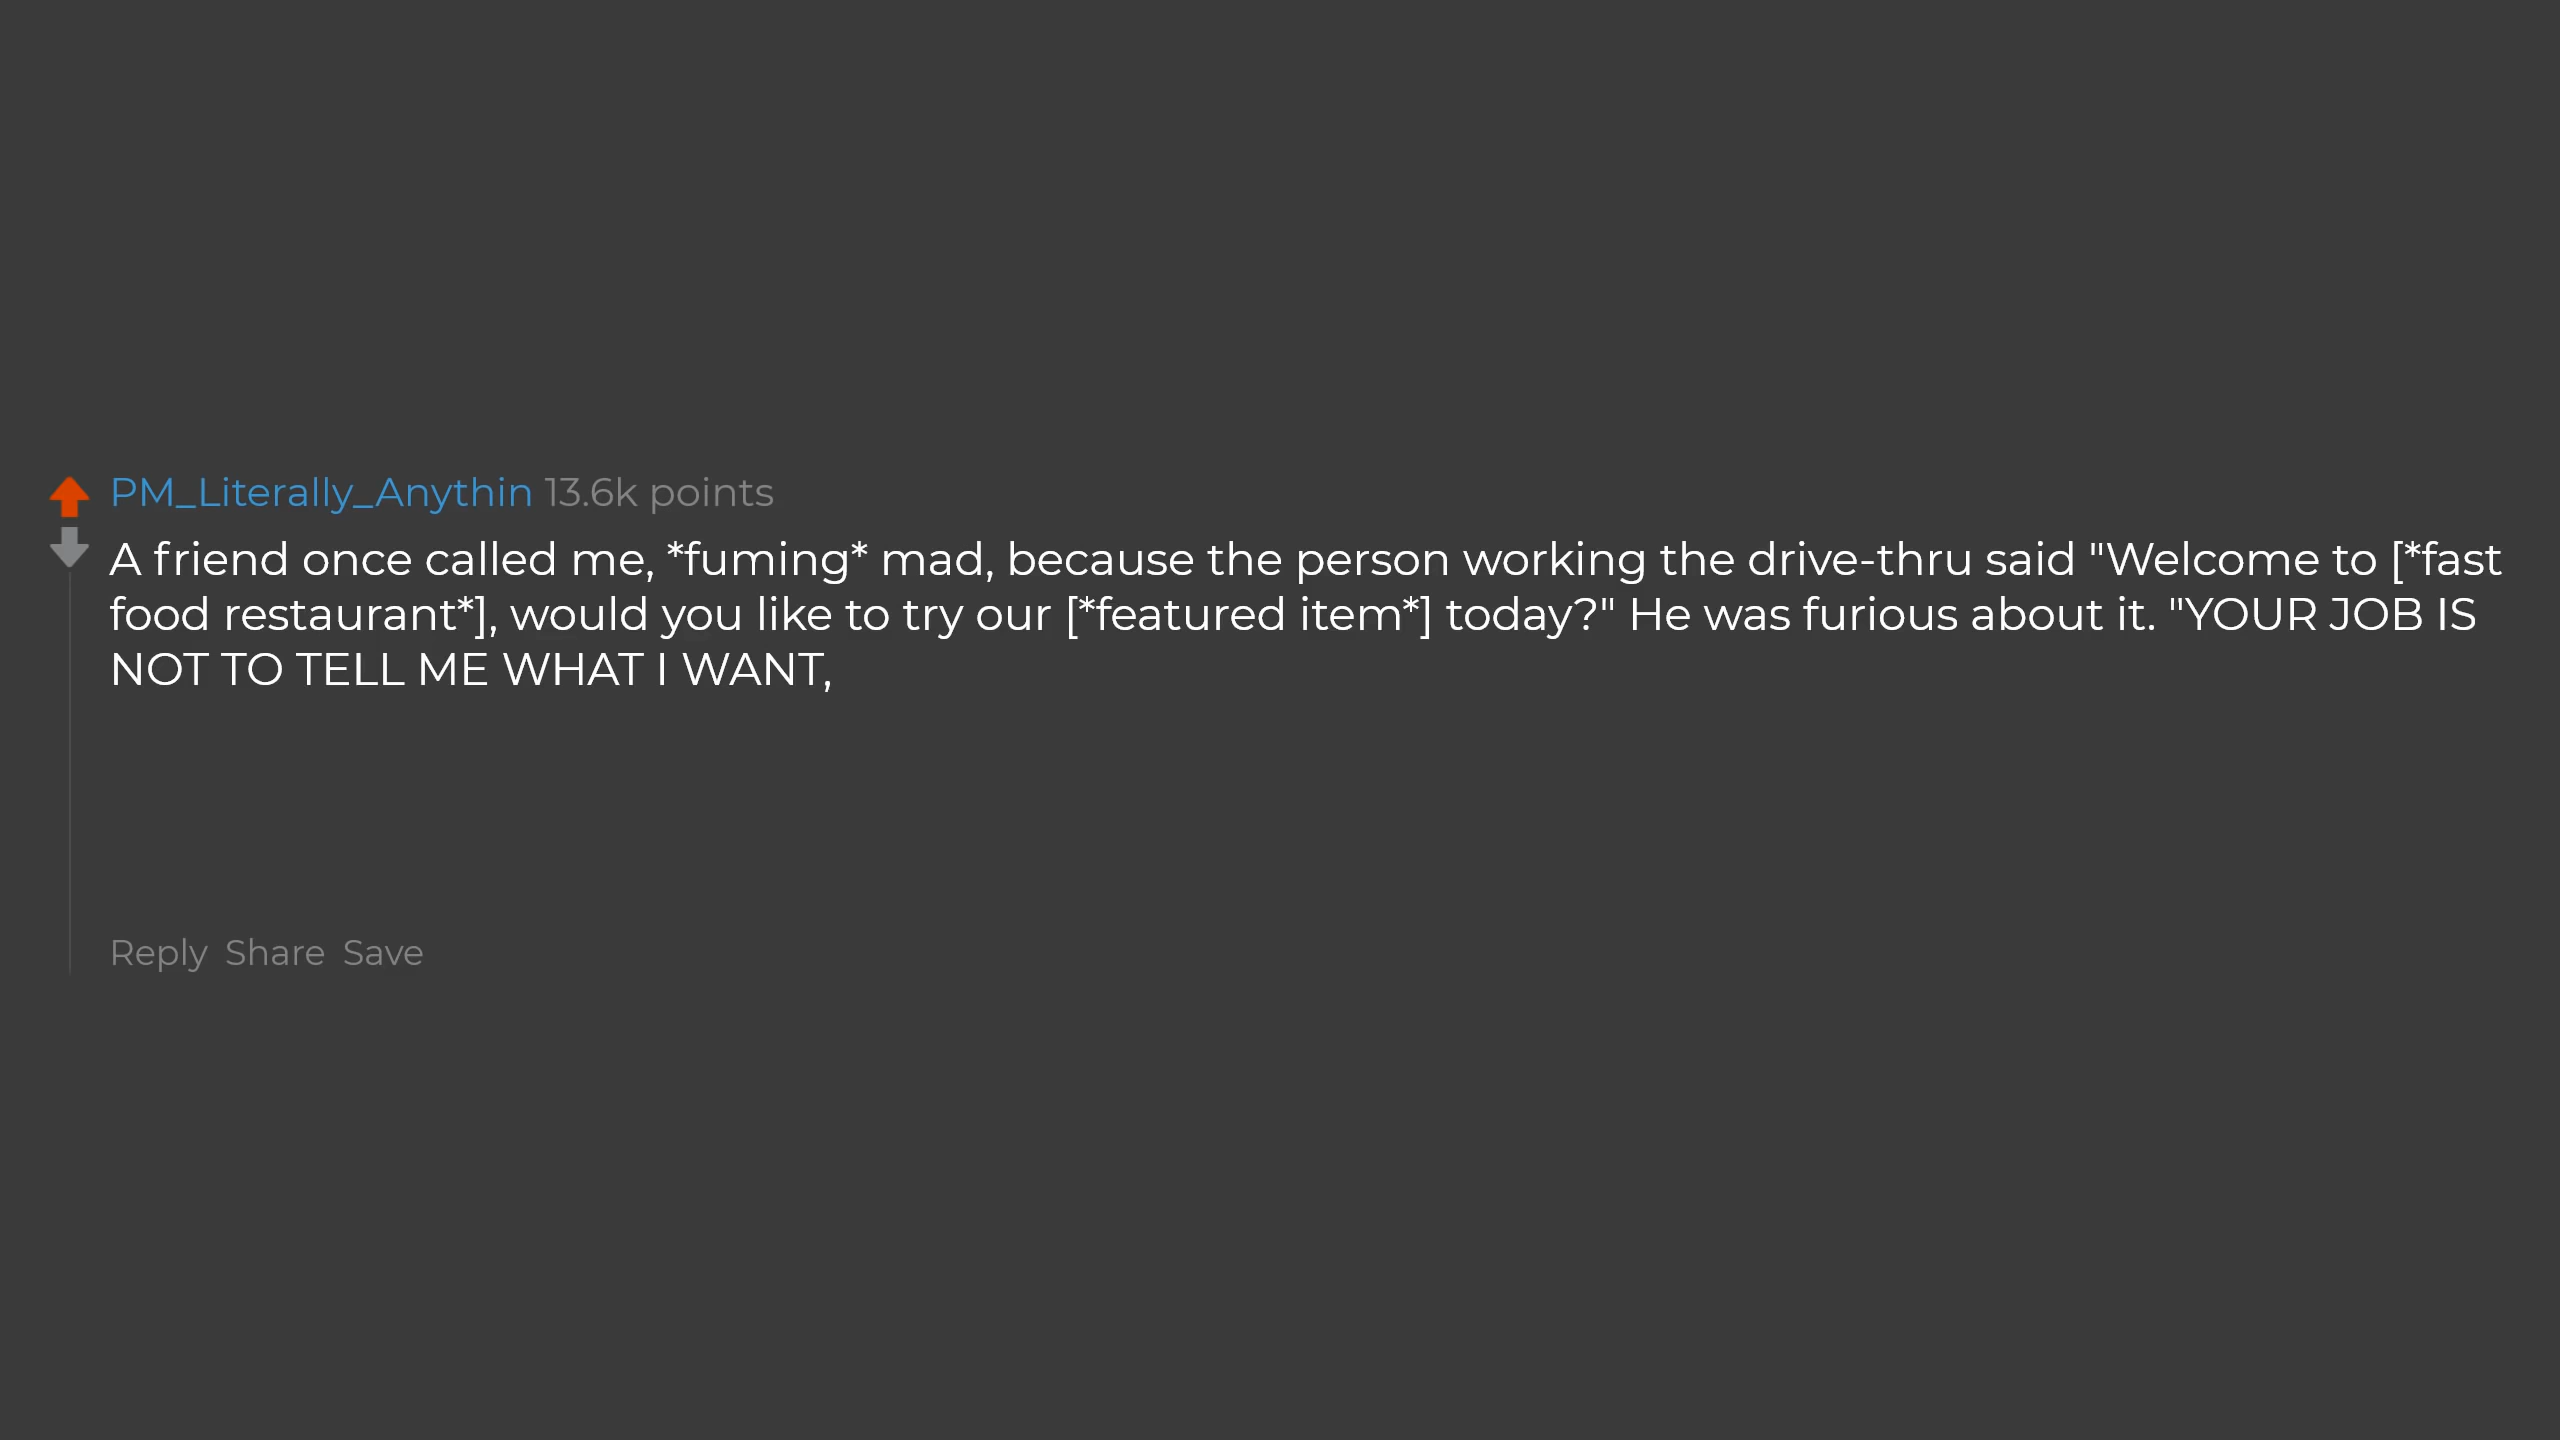 PM_Literally_Anythin 13.6k points
A friend once called me, *fuming* mad, because the person working the drive-thru said "Welcome to [*fast
food restaurant*], would you like to try our [*featured item*] today?" He was furious about it. "YOUR JOB IS
NOT TO TELL ME WHAT I WANT,
Reply Share Save